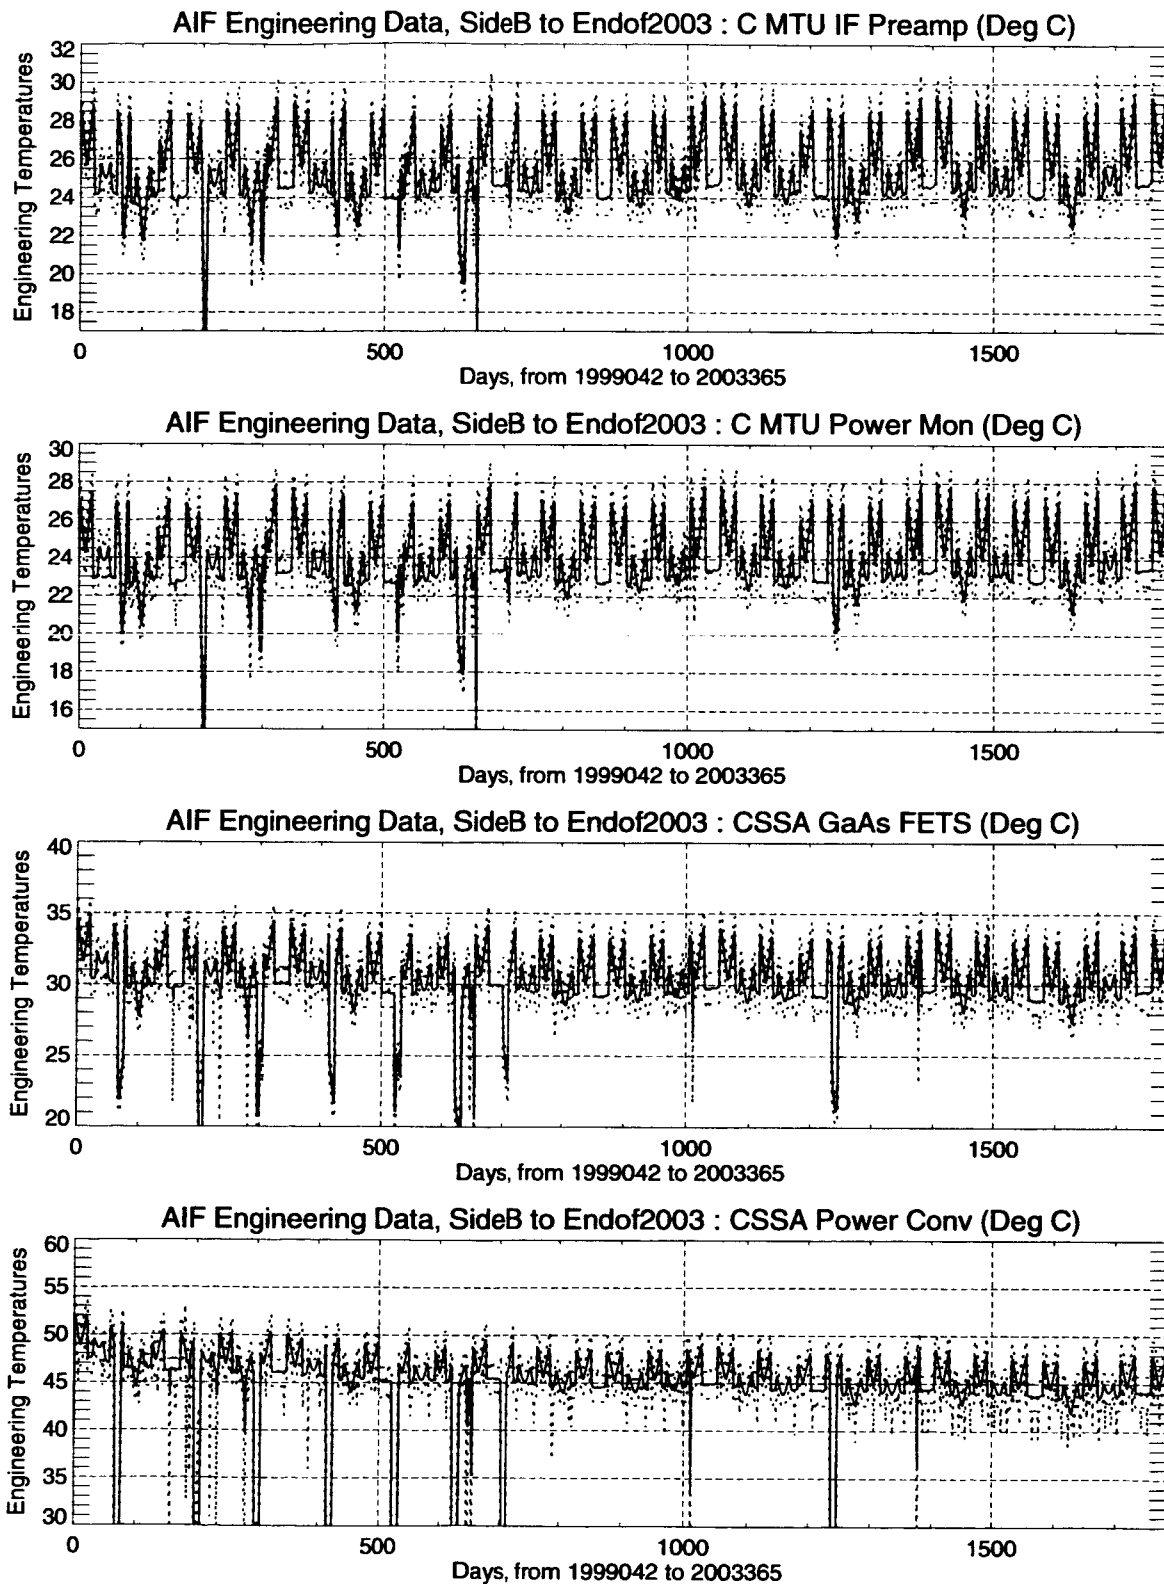 AIF Engineering Data, SideB to Endof2003 : C MTU IF Preamp (Deg C)
Engineering Temperatures
32
30
28
26
24
22
20
18
0 500 1000 1500
Days, from 1999042 to 2003365
AIF Engineering Data, SideB to Endof2003 : C MTU Power Mon (Deg C)
Engineering Temperatures
30
28
26
24
22
20
18
16
0 500 1000 1500
Days, from 1999042 to 2003365
AIF Engineering Data, SideB to Endof2003 : CSSA GaAs FETS (Deg C)
Engineering Temperatures
40
35
30
25
20
0 500 1000 1500
Days, from 1999042 to 2003365
AIF Engineering Data, SideB to Endof2003 : CSSA Power Conv (Deg C)
Engineering Temperatures
60
55
50
45
40
35
30
0 500 1000 1500
Days, from 1999042 to 2003365